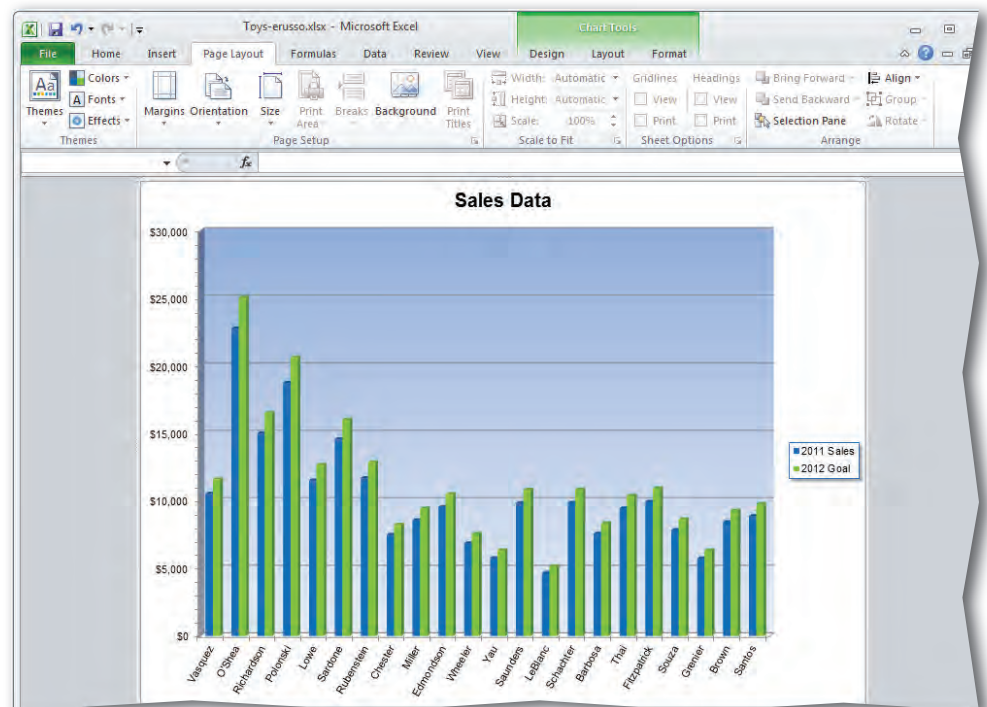 Toys-erusso.xlsx - Microsoft Excel
Chart Tools
File Home Insert Page Layout Formulas Data Review View Design Layout Format
Aa
Themes
Colors
A Fonts
Effects
Themes
Margins Orientation Size Print Area Breaks Background Print Titles
Page Setup
Width: Automatic
Height: Automatic
Scale: 100%
Scale to Fit
Gridlines Headings
View View
Print Print
Sheet Options
Bring Forward Align
Send Backward Group
Selection Pane Rotate
Arrange
fx
Sales Data
$30,000
$25,000
$20,000
$15,000
$10,000
$5,000
$0
2011 Sales
2012 Goal
Vasquez
O'Shea
Richardson
Polonski
Lowe
Sardone
Rubenstein
Chester
Miller
Edmondson
Wheeler
Yau
Saunders
LeBlanc
Schachter
Barbosa
Thai
Fitzpatrick
Souza
Grenier
Brown
Santos